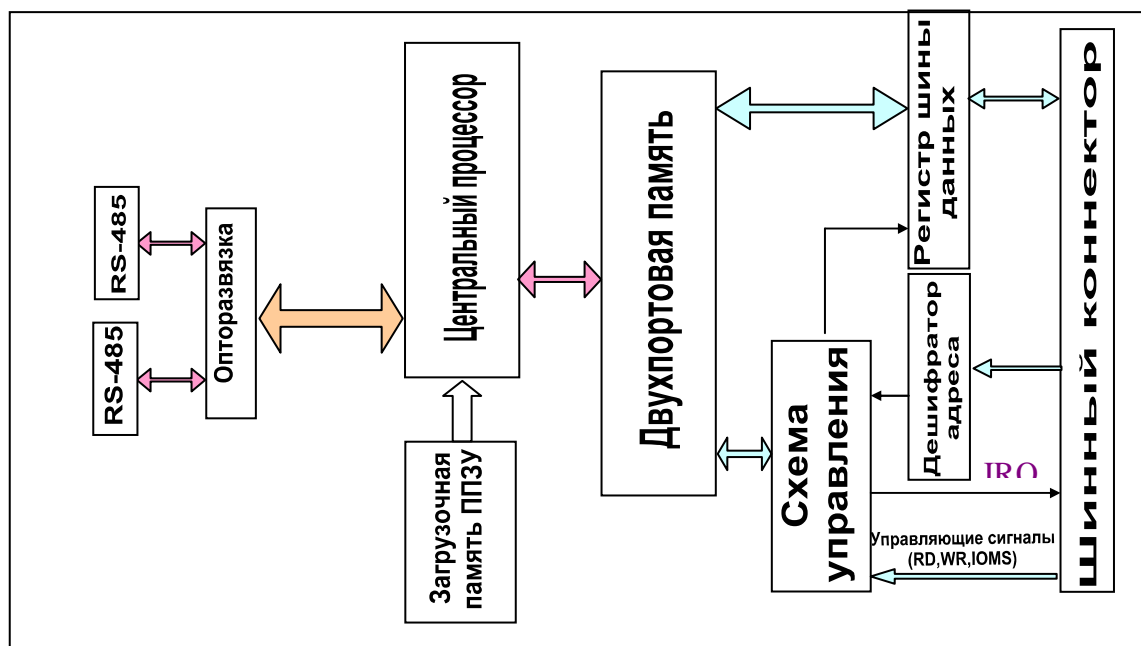 RS-485
RS-485
Опторазвязка
Центральный процессор
Загрузочная
память ППЗУ
Двухпортовая память
Схема
управления
Регистр шины
данных
Дешифратор
адреса
IRQ
Управляющие сигналы
(RD,WR,IOMS)
Шинный коннектор